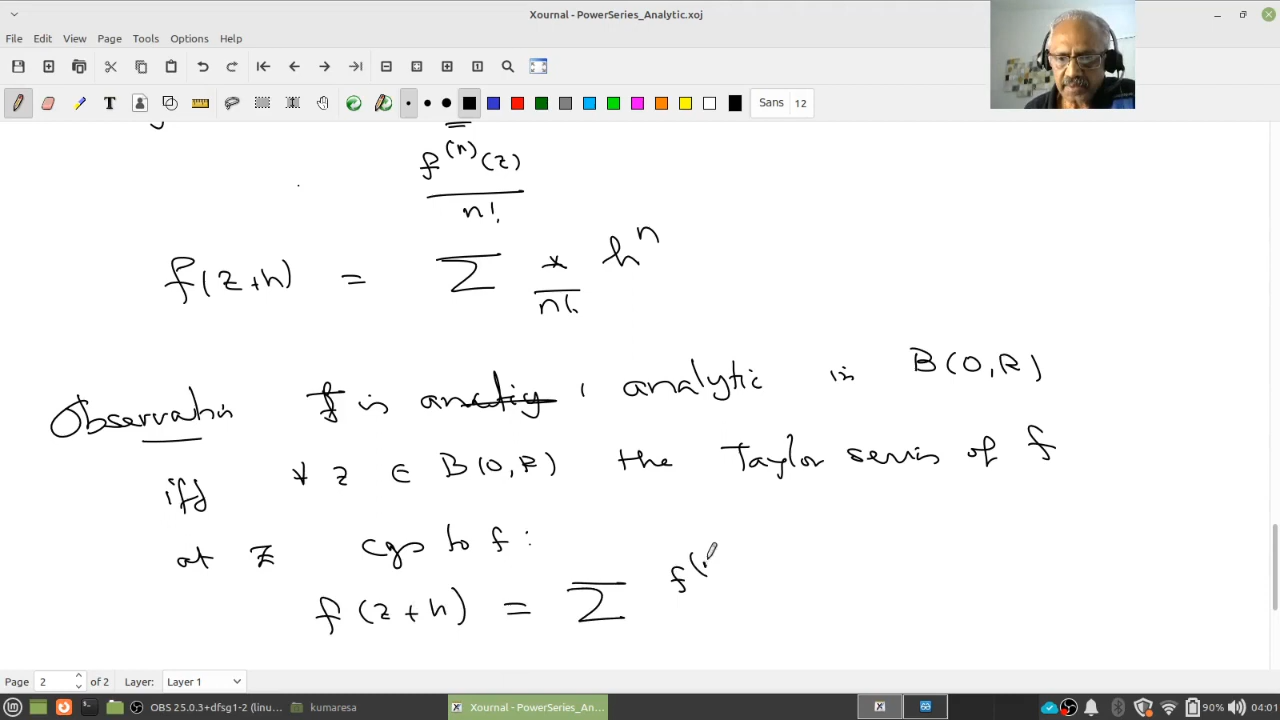 Xournal - PowerSeries_Analytic.xoj
File Edit View Page Tools Options Help
T Sans 12
f^(n)(z)
n!
f(z+h) = Σ * h^n
n!
Observation f is analytic in B(0,R)
iff ∀ z ∈ B(0,R) the Taylor series of f
at z cgs to f :
f(z+h) = Σ f(
Page 2 of 2 Layer: Layer 1
OBS 25.0.3+dfsg1-2 (linu... kumaresa Xournal - PowerSeries_An... 90% 04:01